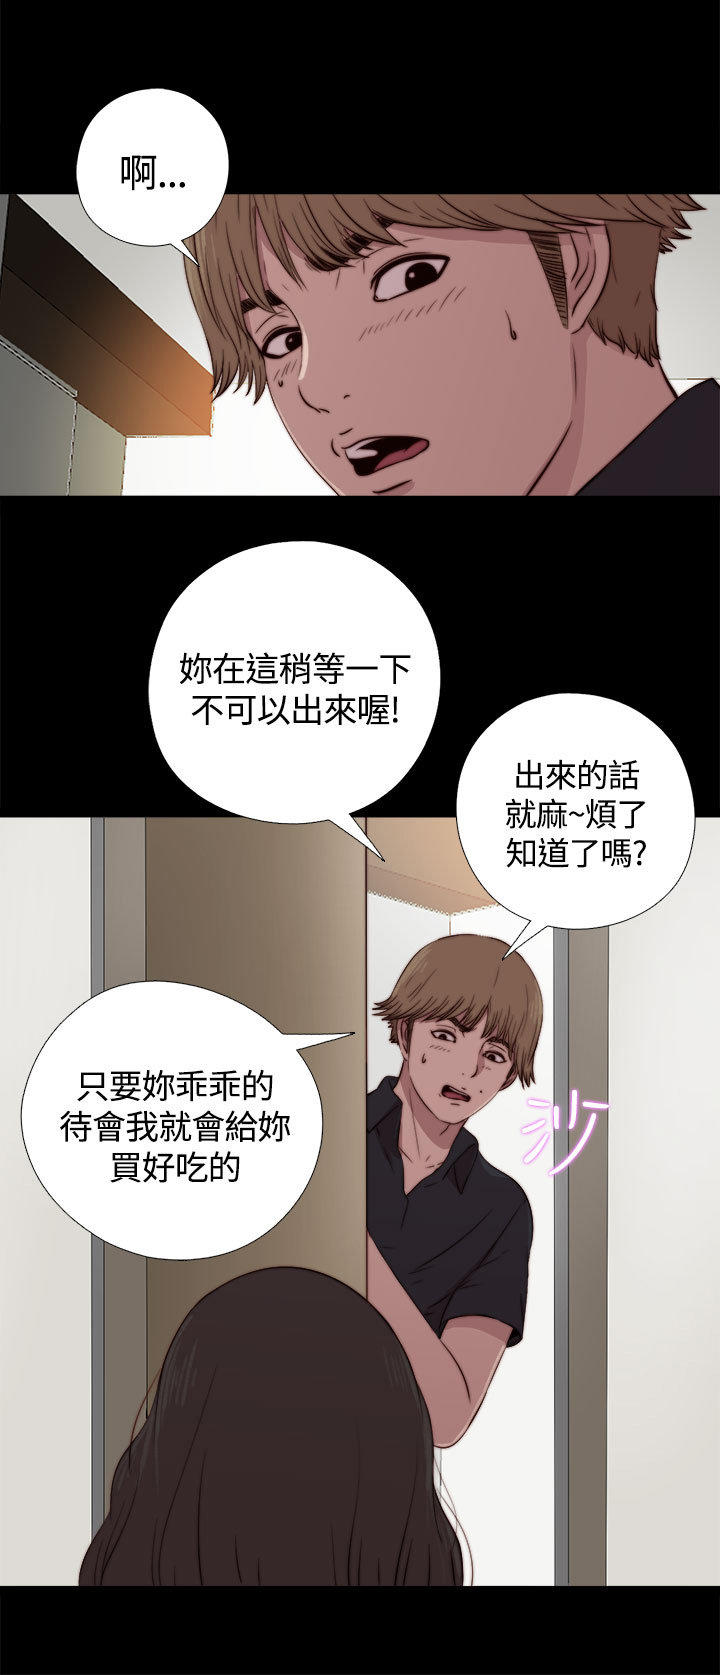 啊...
妳在這稍等一下
不可以出來喔!
出來的話
就麻~煩了
知道了嗎?
只要妳乖乖的
待會我就會給妳
買好吃的
沙